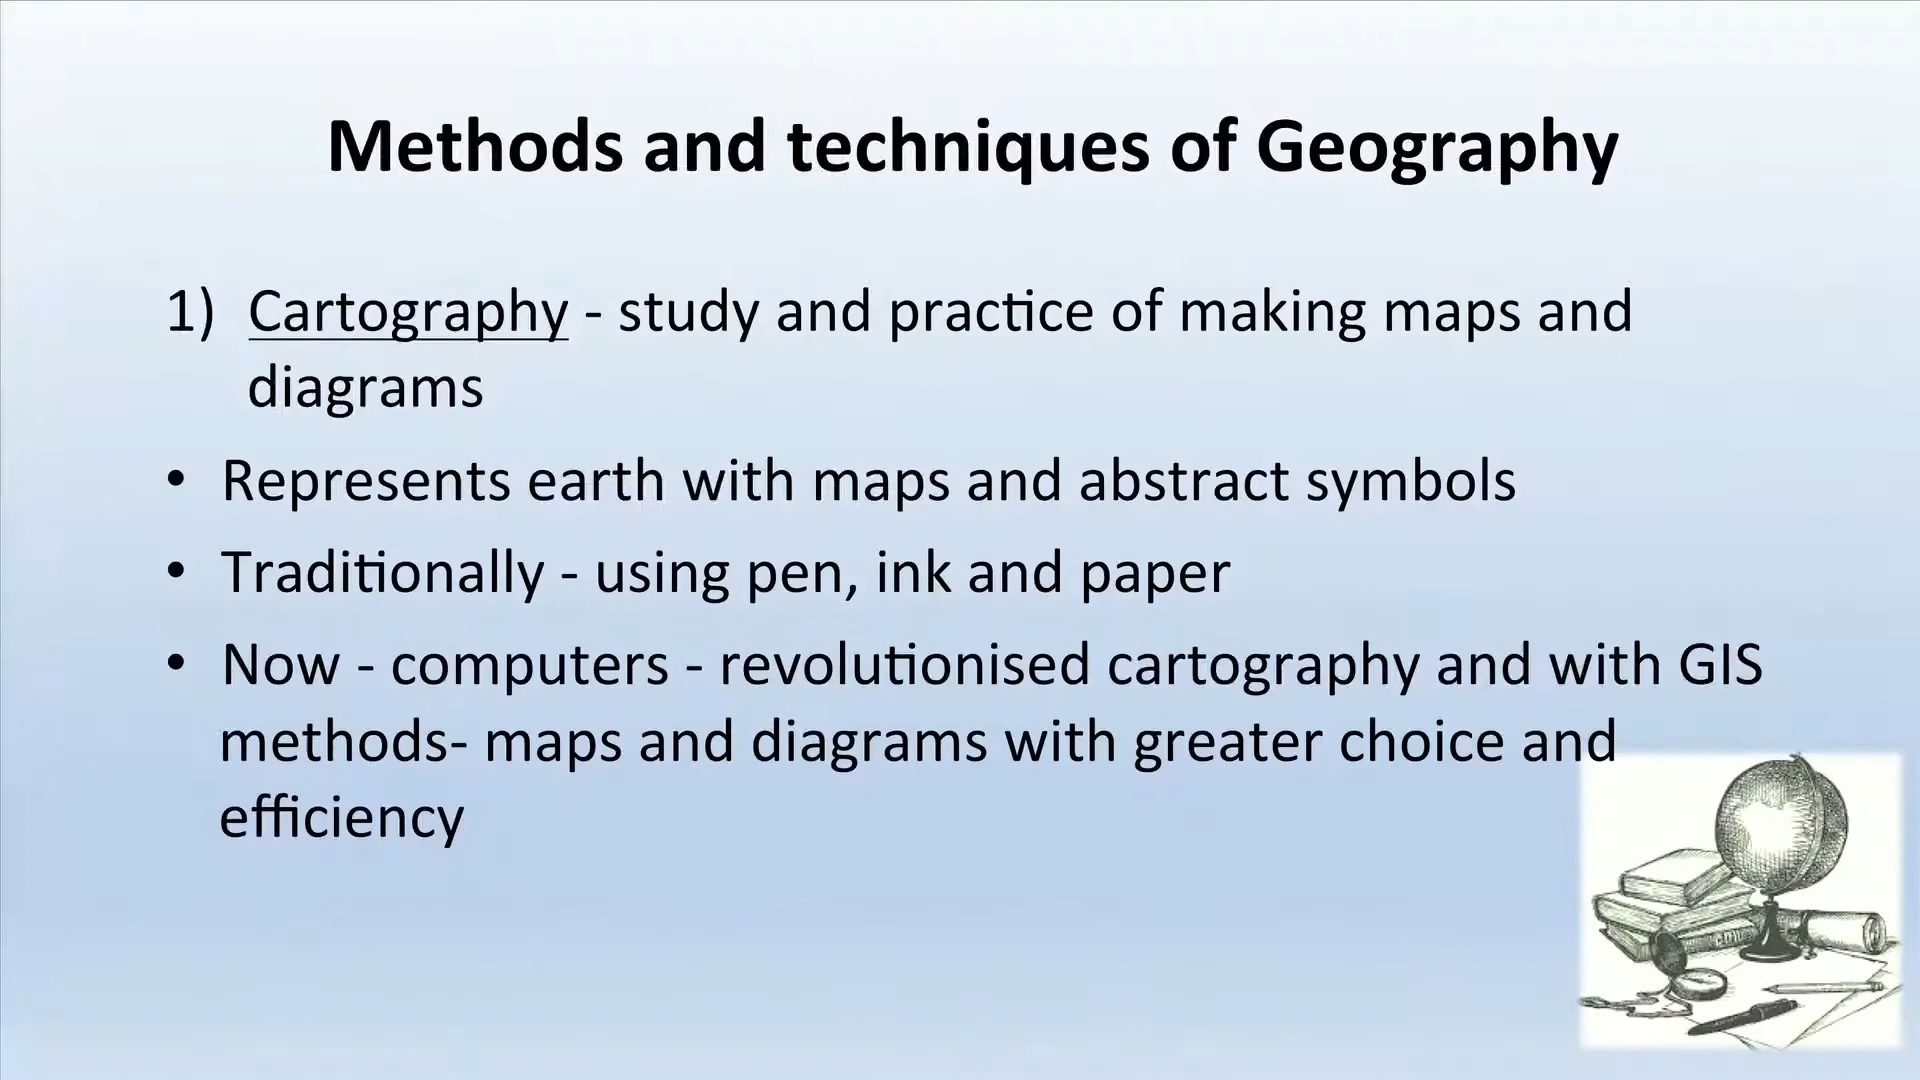 Methods and techniques of Geography
1) Cartography - study and practice of making maps and
diagrams
• Represents earth with maps and abstract symbols
• Traditionally - using pen, ink and paper
• Now - computers - revolutionised cartography and with GIS
methods- maps and diagrams with greater choice and
efficiency